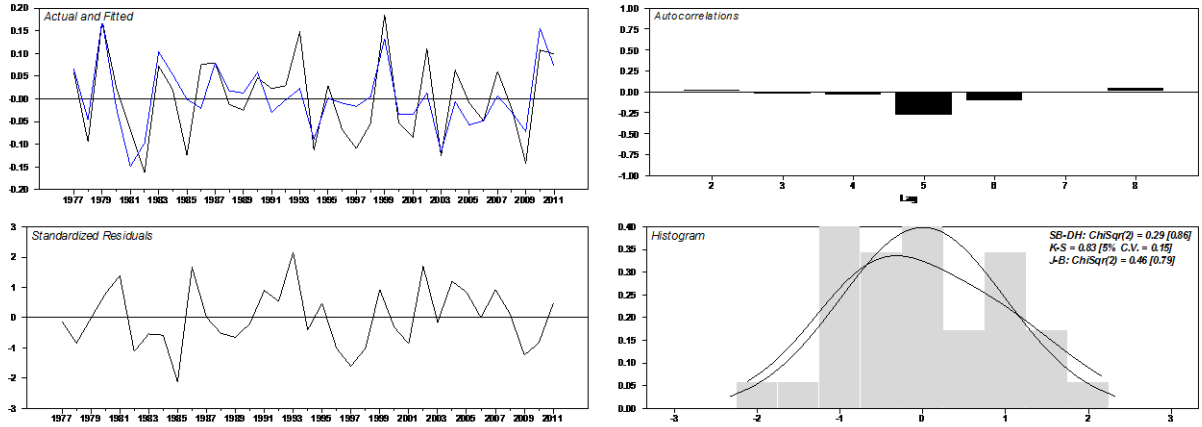 Actual and Fitted
0.20
0.15
0.10
0.05
-0.00
-0.05
-0.10
-0.15
-0.20
1977 1979 1981 1983 1985 1987 1989 1991 1993 1995 1997 1999 2001 2003 2005 2007 2009 2011
Autocorrelations
1.00
0.75
0.50
0.25
0.00
-0.25
-0.50
-0.75
-1.00
2 3 4 5 6 7 8
Lag
Standardized Residuals
3
2
1
0
-1
-2
-3
1977 1979 1981 1983 1985 1987 1989 1991 1993 1995 1997 1999 2001 2003 2005 2007 2009 2011
Histogram
SB-DH: ChiSqr(2) = 0.29 [0.86]
K-S = 0.83 [5% C.V. = 0.15]
J-B: ChiSqr(2) = 0.46 [0.79]
0.40
0.35
0.30
0.25
0.20
0.15
0.10
0.05
0.00
-3 -2 -1 0 1 2 3